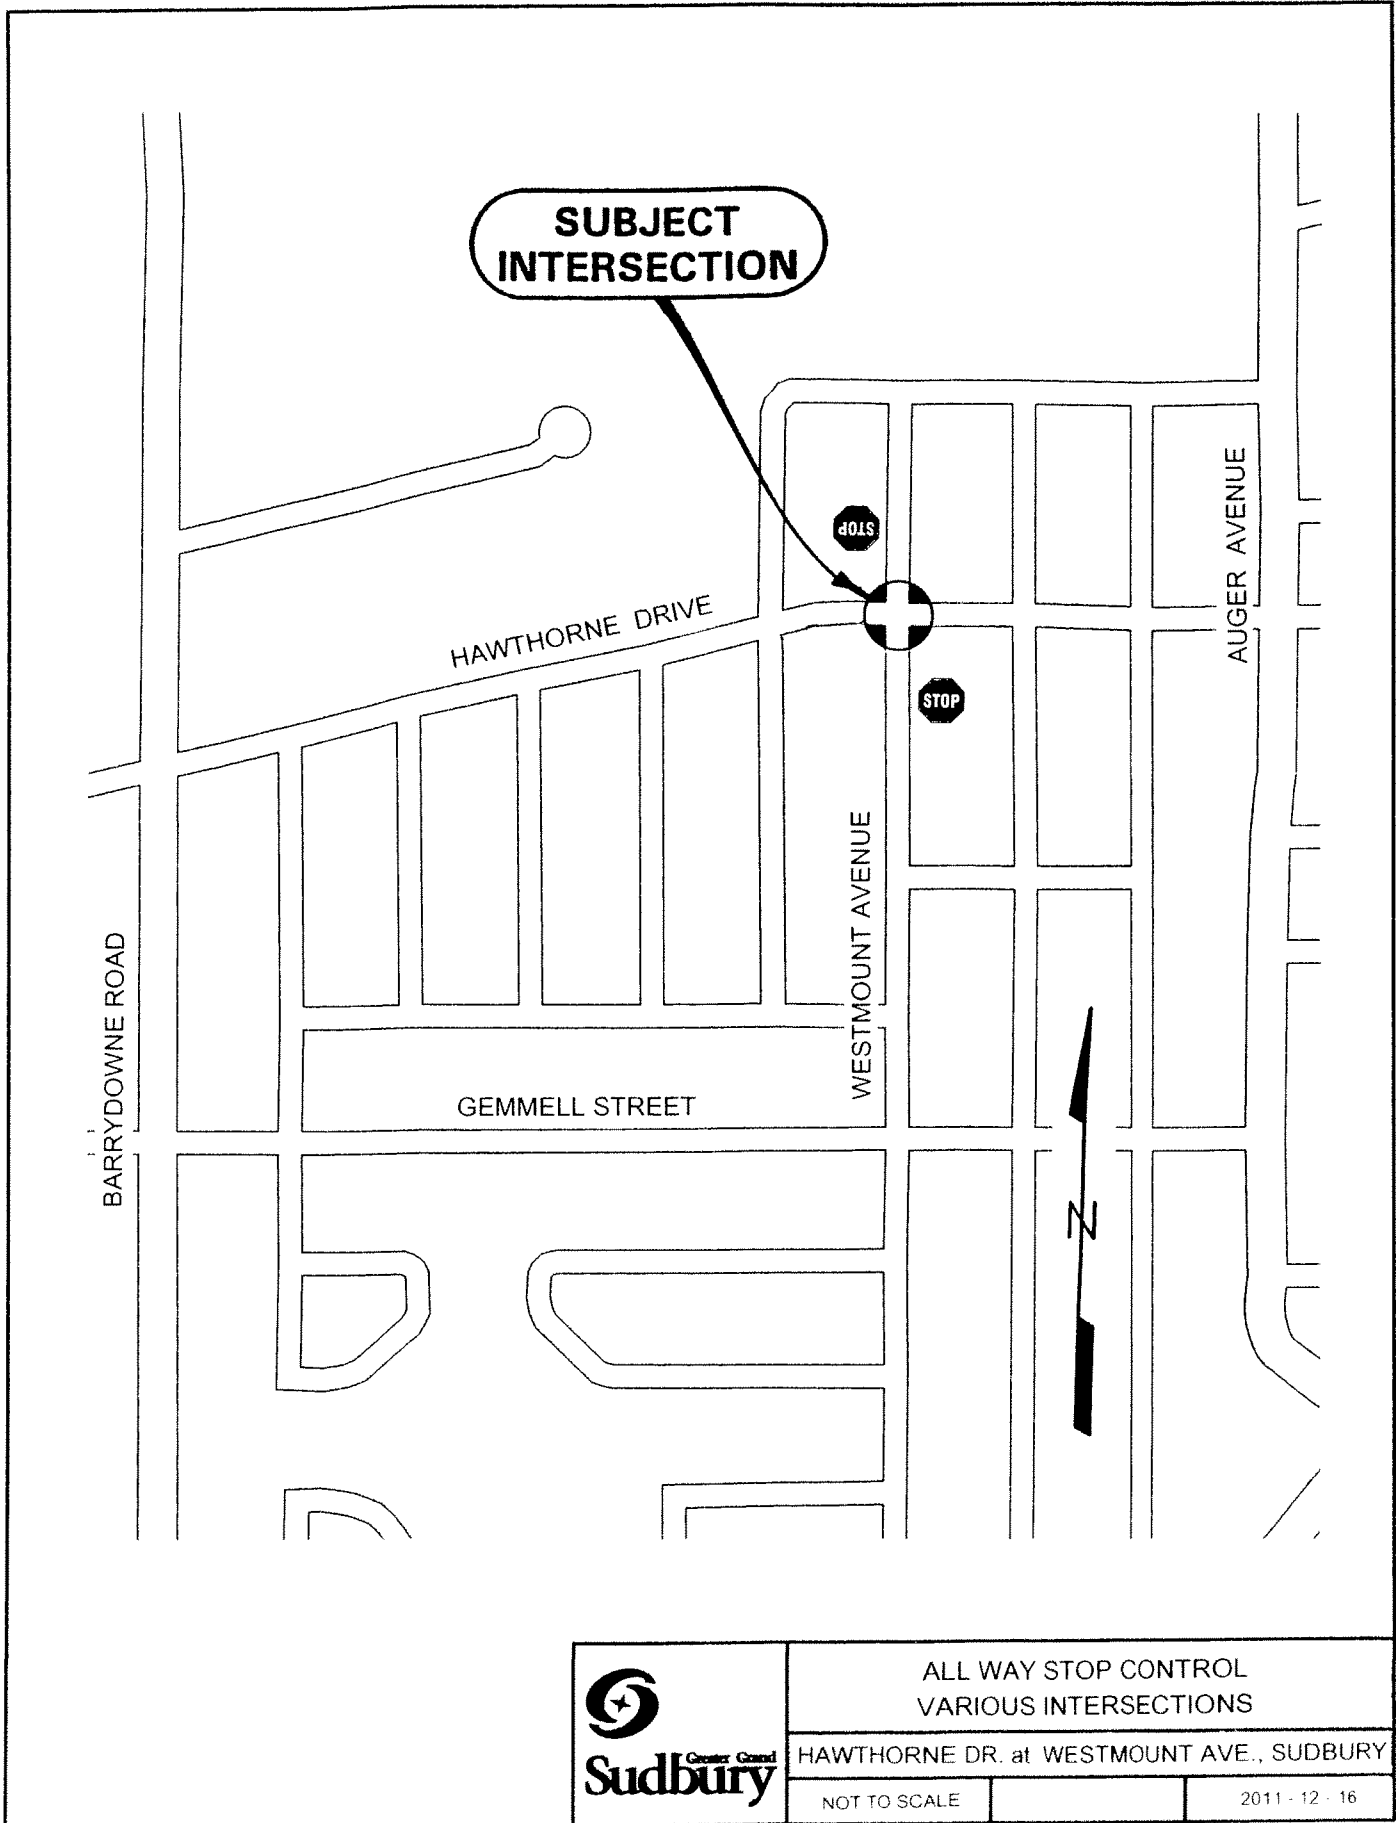 SUBJECT
INTERSECTION
STOP
HAWTHORNE DRIVE
AUGER AVENUE
STOP
WESTMOUNT AVENUE
BARRYDOWNE ROAD
GEMMELL STREET
N
Greater Grand
Sudbury
ALL WAY STOP CONTROL
VARIOUS INTERSECTIONS
HAWTHORNE DR. at WESTMOUNT AVE., SUDBURY
NOT TO SCALE
2011 - 12 - 16